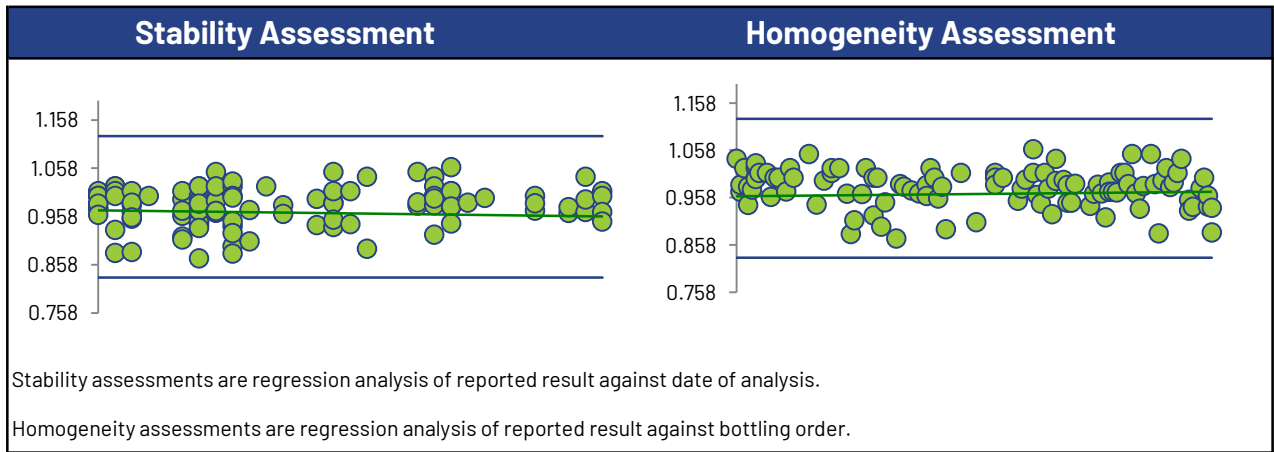 Stability Assessment
Homogeneity Assessment
1.158
1.058
0.958
0.858
0.758
1.158
1.058
0.958
0.858
0.758
Stability assessments are regression analysis of reported result against date of analysis.
Homogeneity assessments are regression analysis of reported result against bottling order.